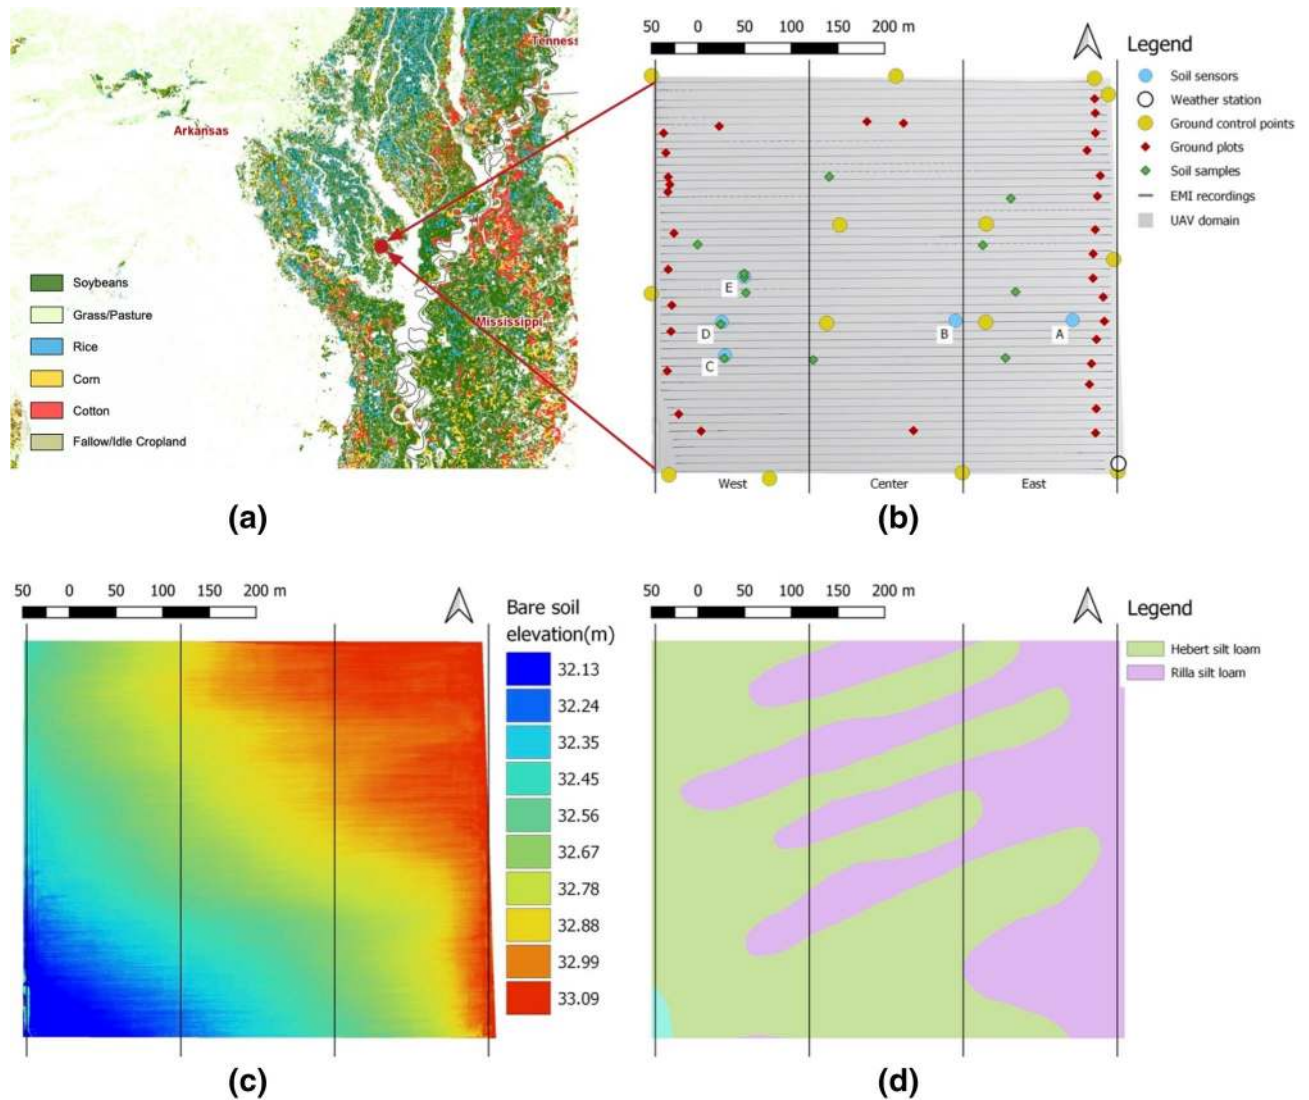 Tenness
Arkansas
Mississippi
Soybeans
Grass/Pasture
Rice
Corn
Cotton
Fallow/Idle Cropland
(a)
50 0 50 100 150 200 m
Legend
Soil sensors
Weather station
Ground control points
Ground plots
Soil samples
EMI recordings
UAV domain
E
D
B
A
C
West Center East
(b)
50 0 50 100 150 200 m
Bare soil
elevation(m)
32.13
32.24
32.35
32.45
32.56
32.67
32.78
32.88
32.99
33.09
(c)
50 0 50 100 150 200 m
Legend
Hebert silt loam
Rilla silt loam
(d)